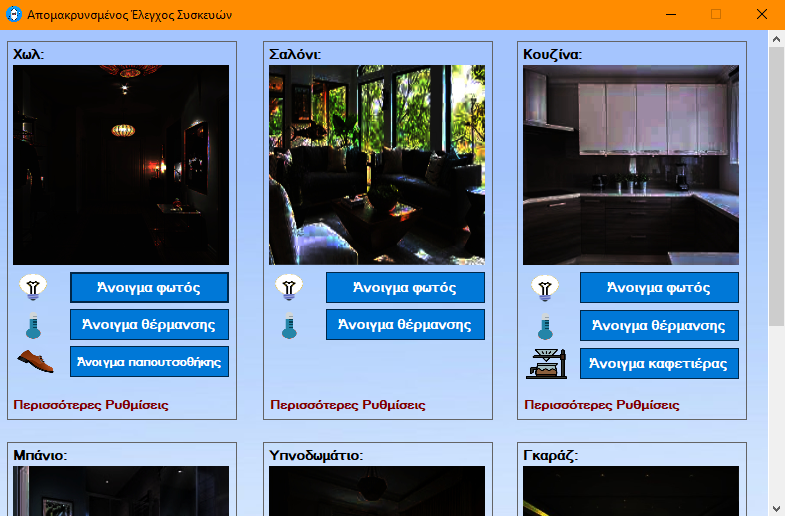 Απομακρυνσμένος Έλεγχος Συσκευών
Χωλ:
Σαλόνι:
Κουζίνα:
Άνοιγμα φωτός
Άνοιγμα φωτός
Άνοιγμα φωτός
Άνοιγμα θέρμανσης
Άνοιγμα θέρμανσης
Άνοιγμα θέρμανσης
Άνοιγμα παπουτσοθήκης
Άνοιγμα καφετιέρας
Περισσότερες Ρυθμίσεις
Περισσότερες Ρυθμίσεις
Περισσότερες Ρυθμίσεις
Μπάνιο:
Υπνοδωμάτιο:
Γκαράζ: